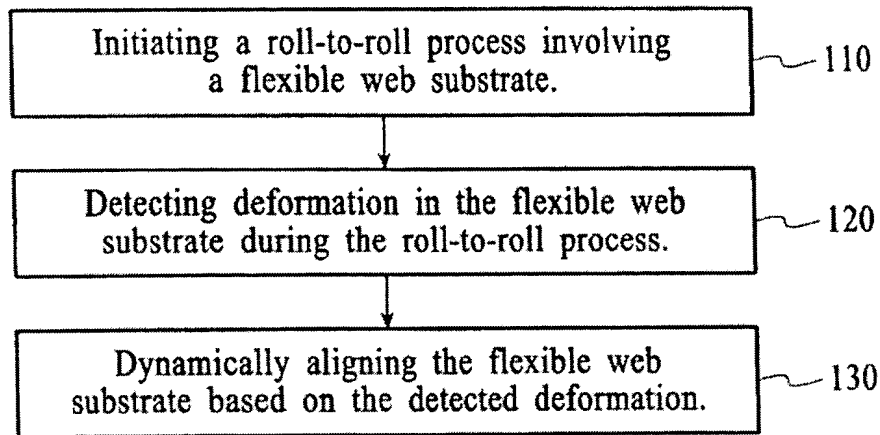 Initiating a roll-to-roll process involving
a flexible web substrate.
110
Detecting deformation in the flexible web
substrate during the roll-to-roll process.
120
Dynamically aligning the flexible web
substrate based on the detected deformation.
130